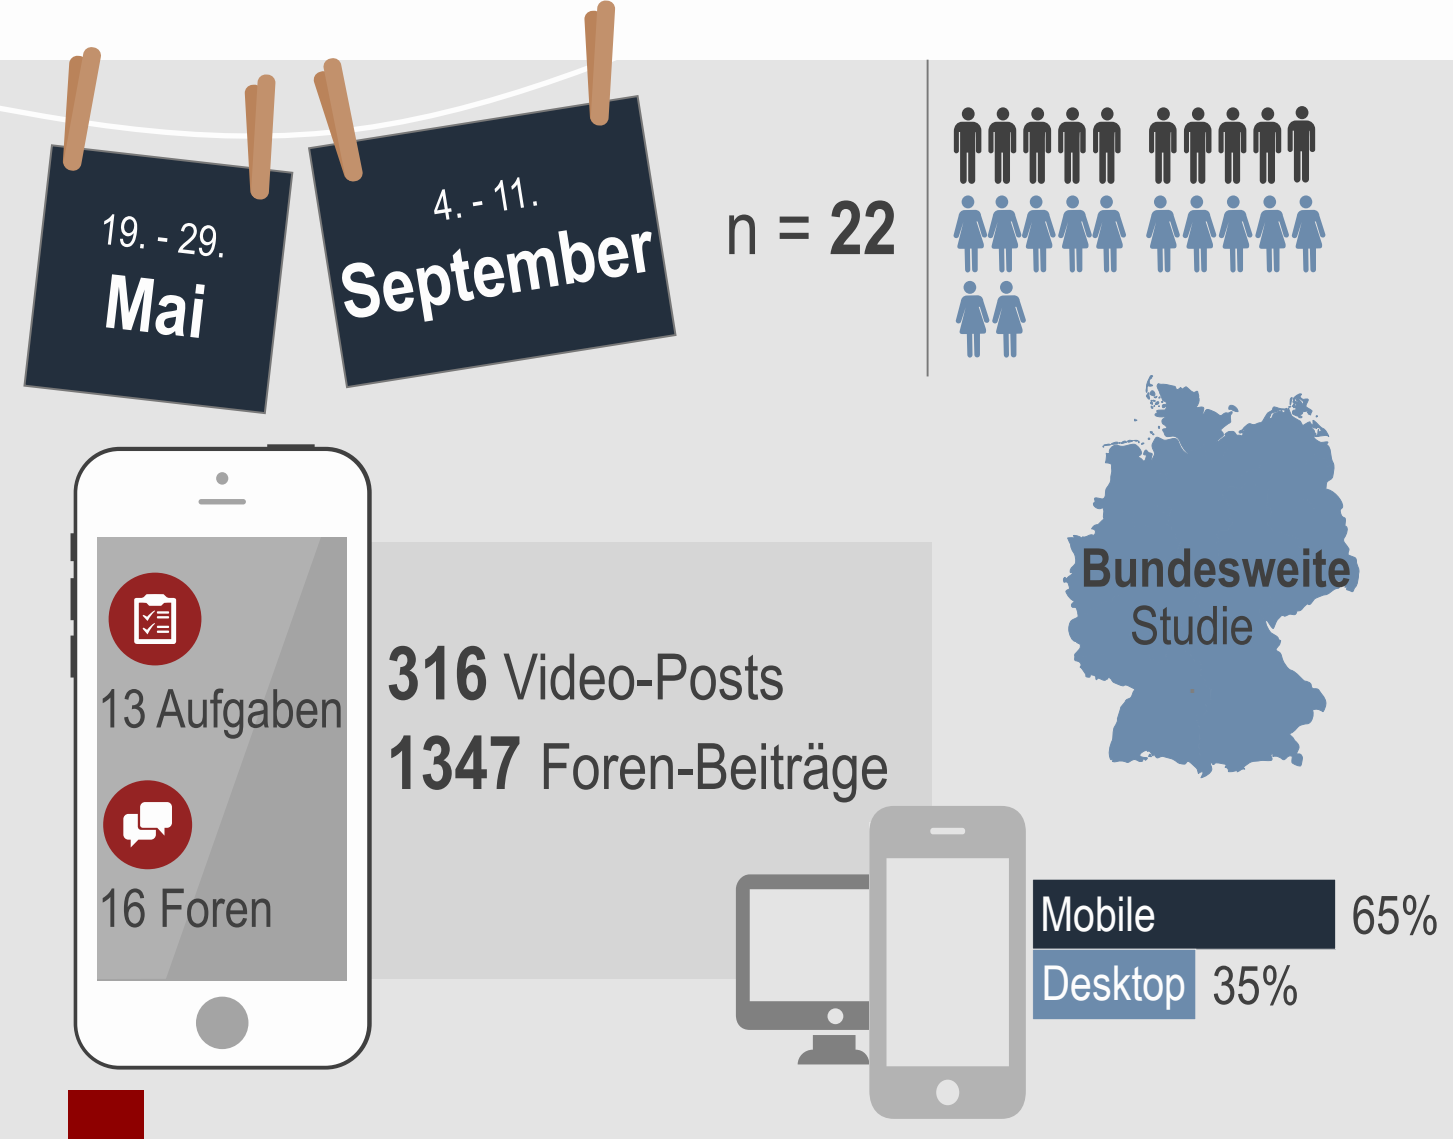 19. - 29.
Mai
4. - 11.
September
n = 22
Bundesweite
Studie
13 Aufgaben
16 Foren
316 Video-Posts
1347 Foren-Beiträge
Mobile 65%
Desktop 35%